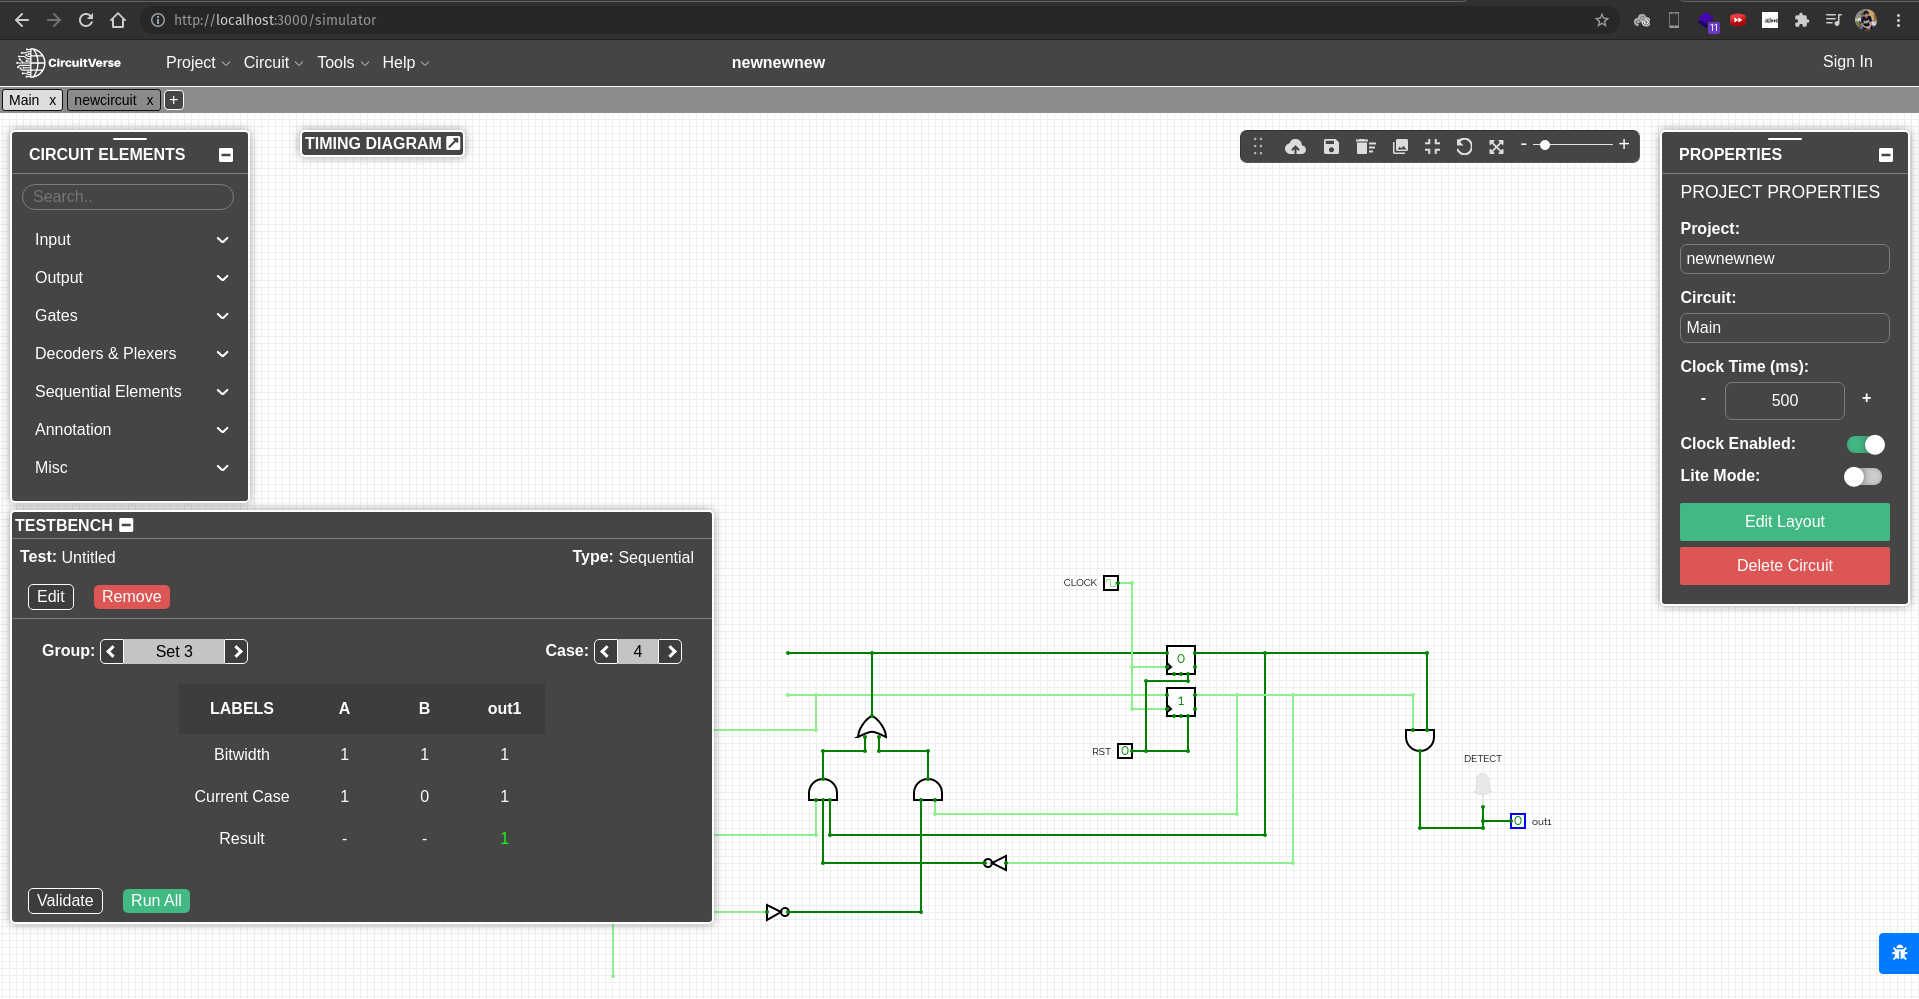 http://localhost:3000/simulator
11
CircuitVerse
Project
Circuit
Tools
Help
newnewnew
Sign In
Main x
newcircuit x
+
CIRCUIT ELEMENTS
Search..
Input
Output
Gates
Decoders & Plexers
Sequential Elements
Annotation
Misc
TIMING DIAGRAM
- +
PROPERTIES
PROJECT PROPERTIES
Project:
newnewnew
Circuit:
Main
Clock Time (ms):
- 500 +
Clock Enabled:
Lite Mode:
Edit Layout
Delete Circuit
TESTBENCH
Test: Untitled
Type: Sequential
Edit
Remove
Group: < Set 3 >
Case: < 4 >
LABELS A B out1
Bitwidth 1 1 1
Current Case 1 0 1
Result - - 1
Validate
Run All
CLOCK
0
1
RST 0
DETECT
0 out1